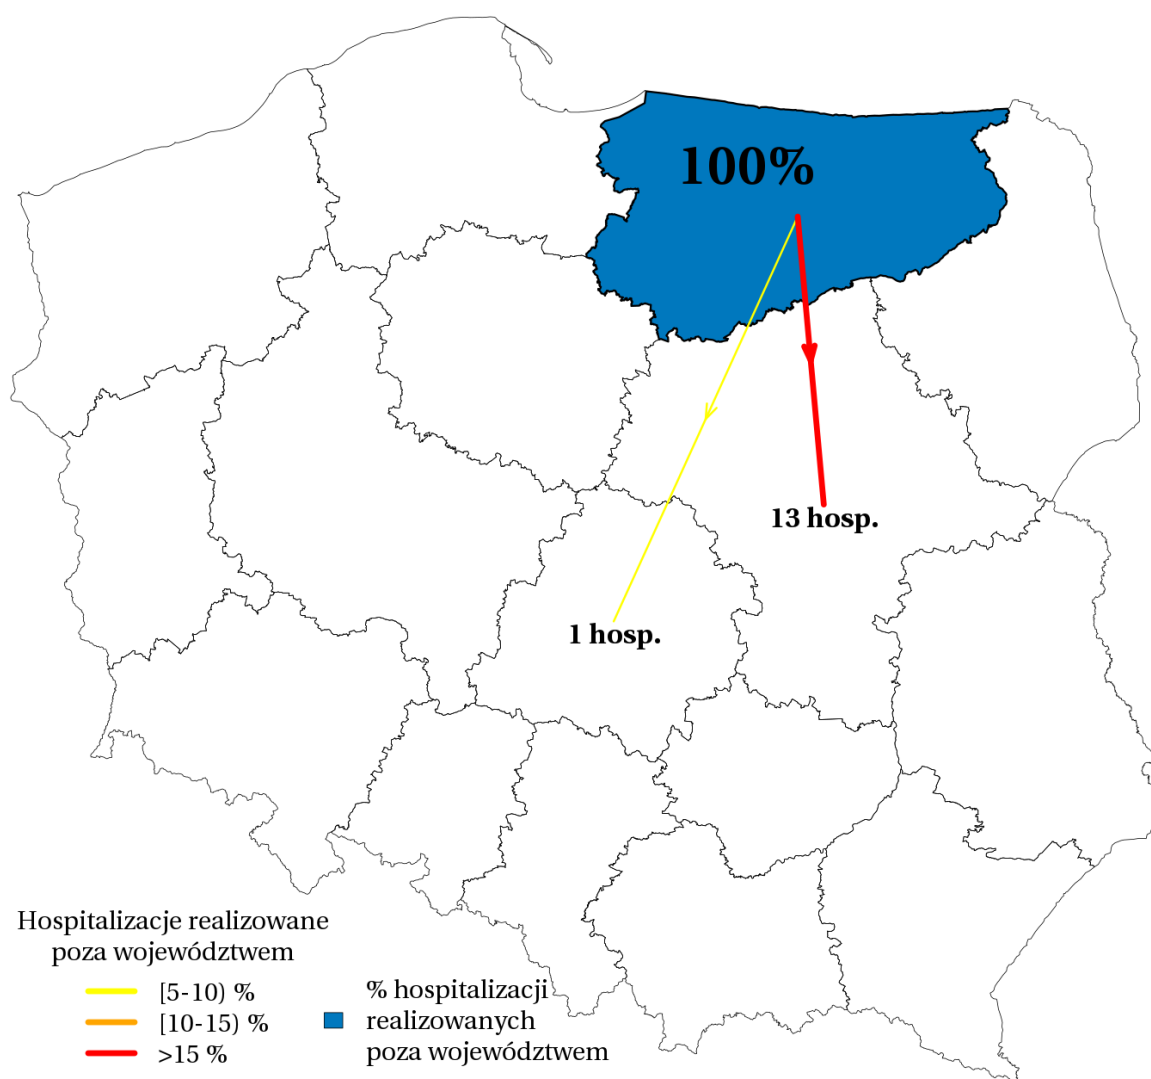 100%
13 hosp.
1 hosp.
Hospitalizacje realizowane
poza województwem
[5-10) %
[10-15) %
>15 %
% hospitalizacji
realizowanych
poza województwem